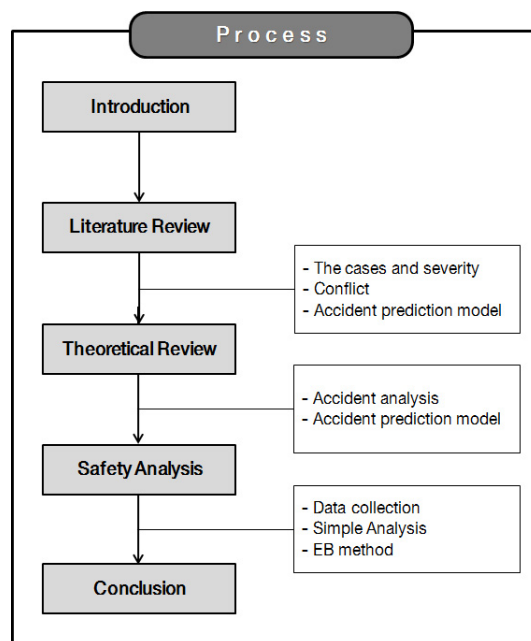 Process
Introduction
Literature Review
- The cases and severity
- Conflict
- Accident prediction model
Theoretical Review
- Accident analysis
- Accident prediction model
Safety Analysis
- Data collection
- Simple Analysis
- EB method
Conclusion